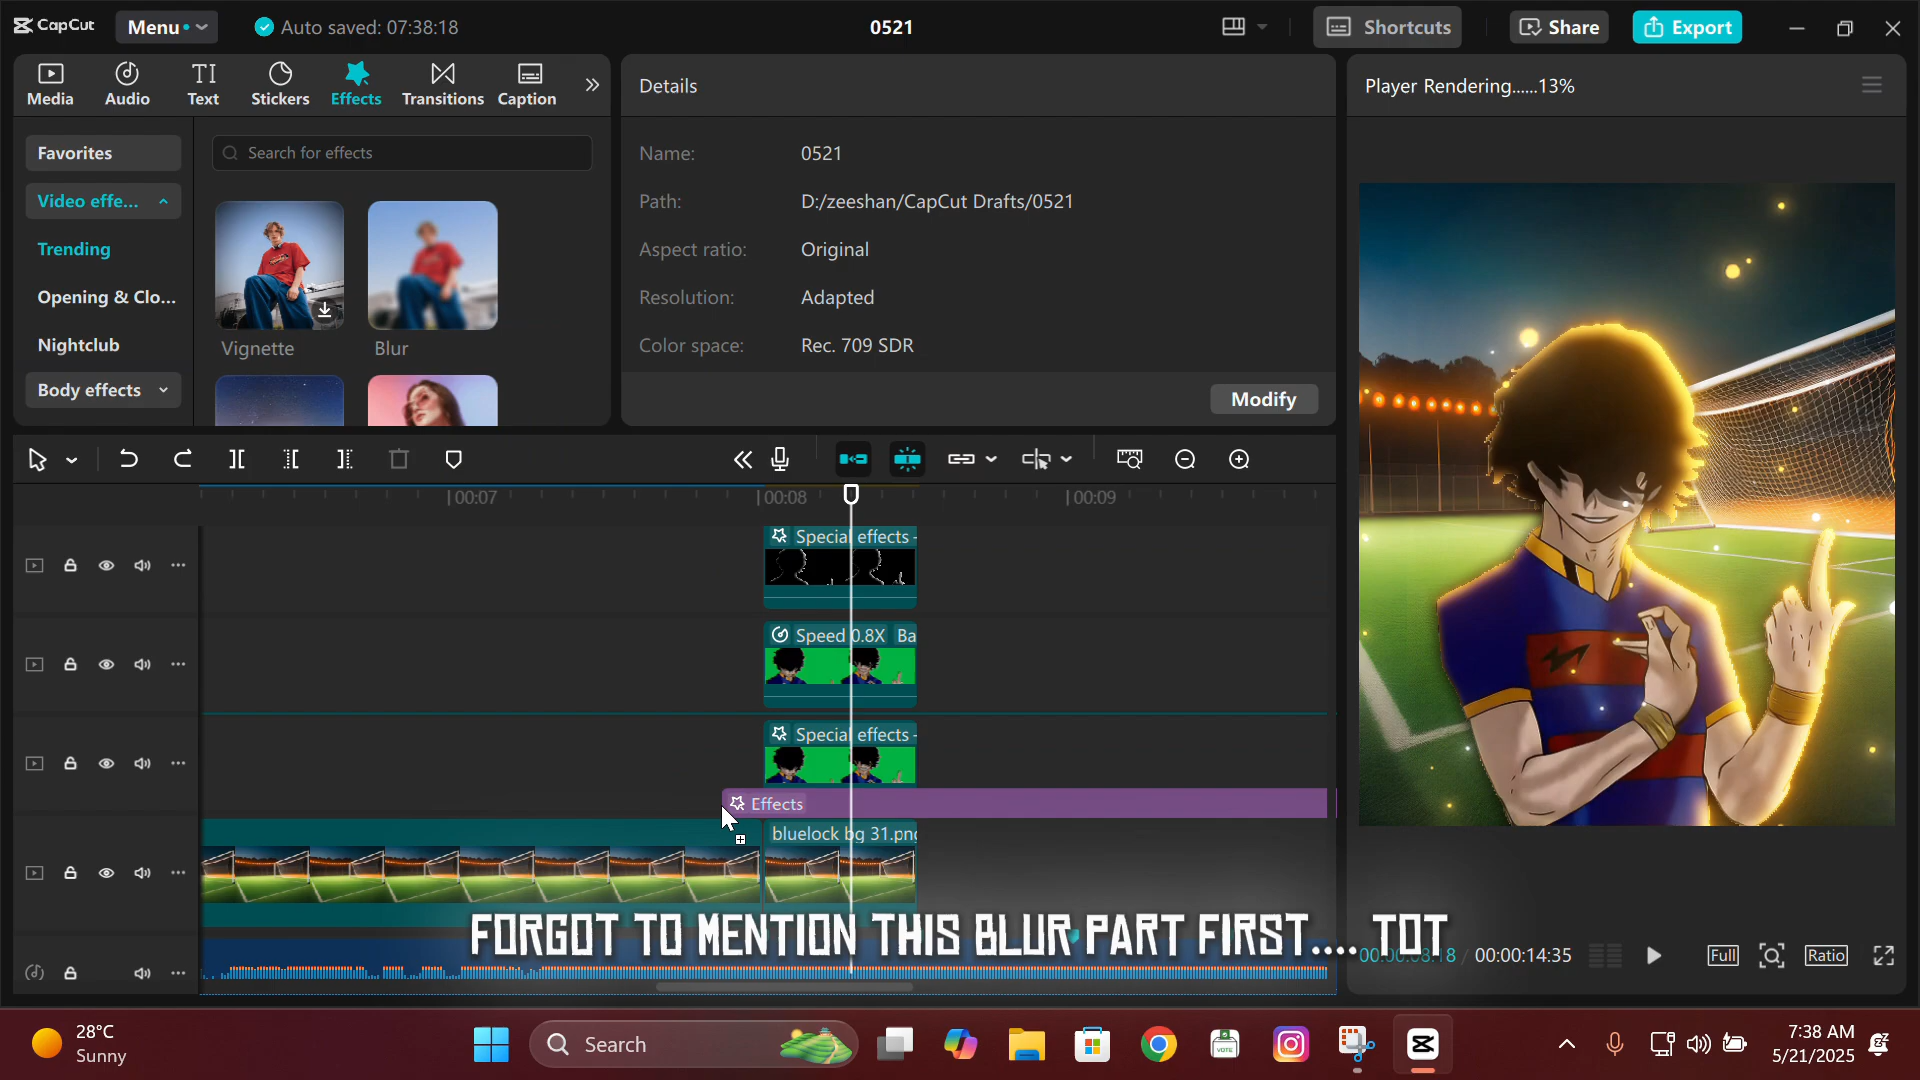 CapCut
Menu
Auto saved: 07:38:18
0521
Shortcuts
Share
Export
Media
Audio
Text
Stickers
Effects
Transitions
Caption
Details
Player Rendering......13%
Favorites
Video effe...
Trending
Opening & Clo...
Nightclub
Body effects
Search for effects
Vignette
Blur
Name:
0521
Path:
D:/zeeshan/CapCut Drafts/0521
Aspect ratio:
Original
Resolution:
Adapted
Color space:
Rec. 709 SDR
Modify
00:07
00:08
00:09
Special effects -
Speed 0.8X Ba
Special effects -
Effects
bluelock bg 31.png
FORGOT TO MENTION THIS BLUR PART FIRST.... TOT
00:00:08:18 / 00:00:14:35
Full
Ratio
28°C
Sunny
Search
VOTE
7:38 AM
5/21/2025